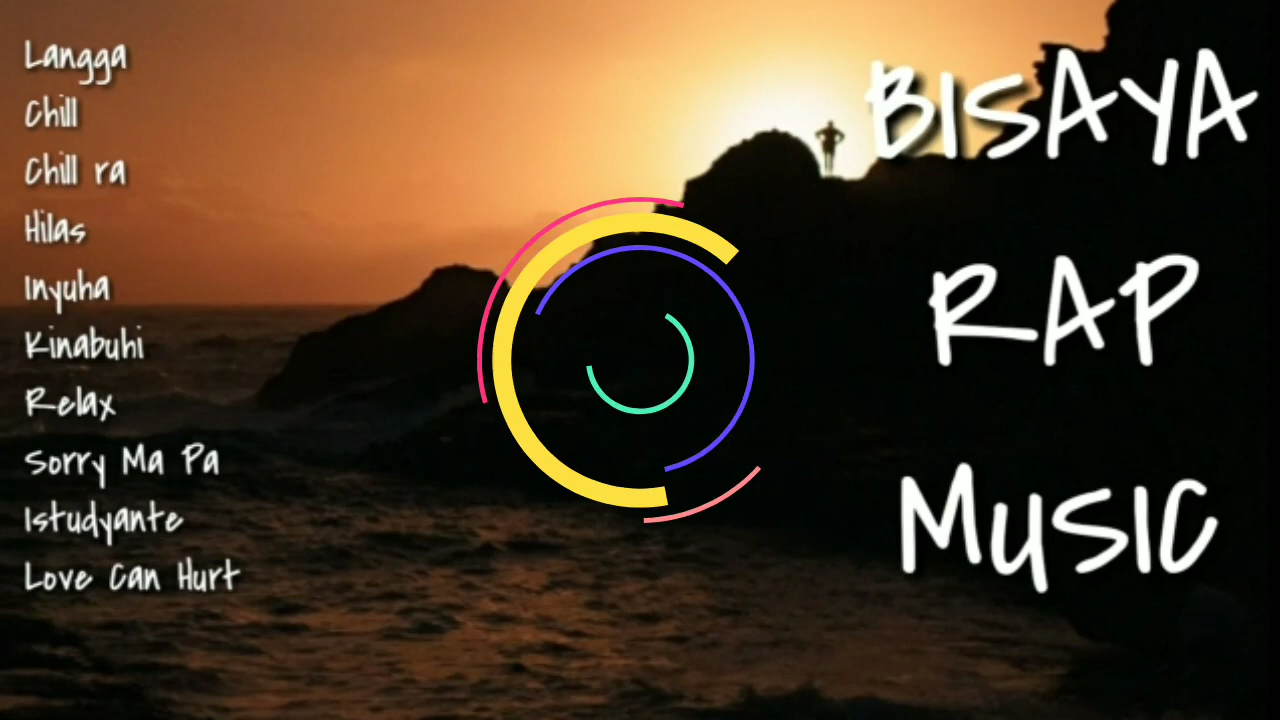 Langga
Chill
Chill ra
Hilas
Inyuha
Kinabuhi
Relax
Sorry Ma Pa
Istudyante
Love Can Hurt
BISAYA
RAP
MUSIC